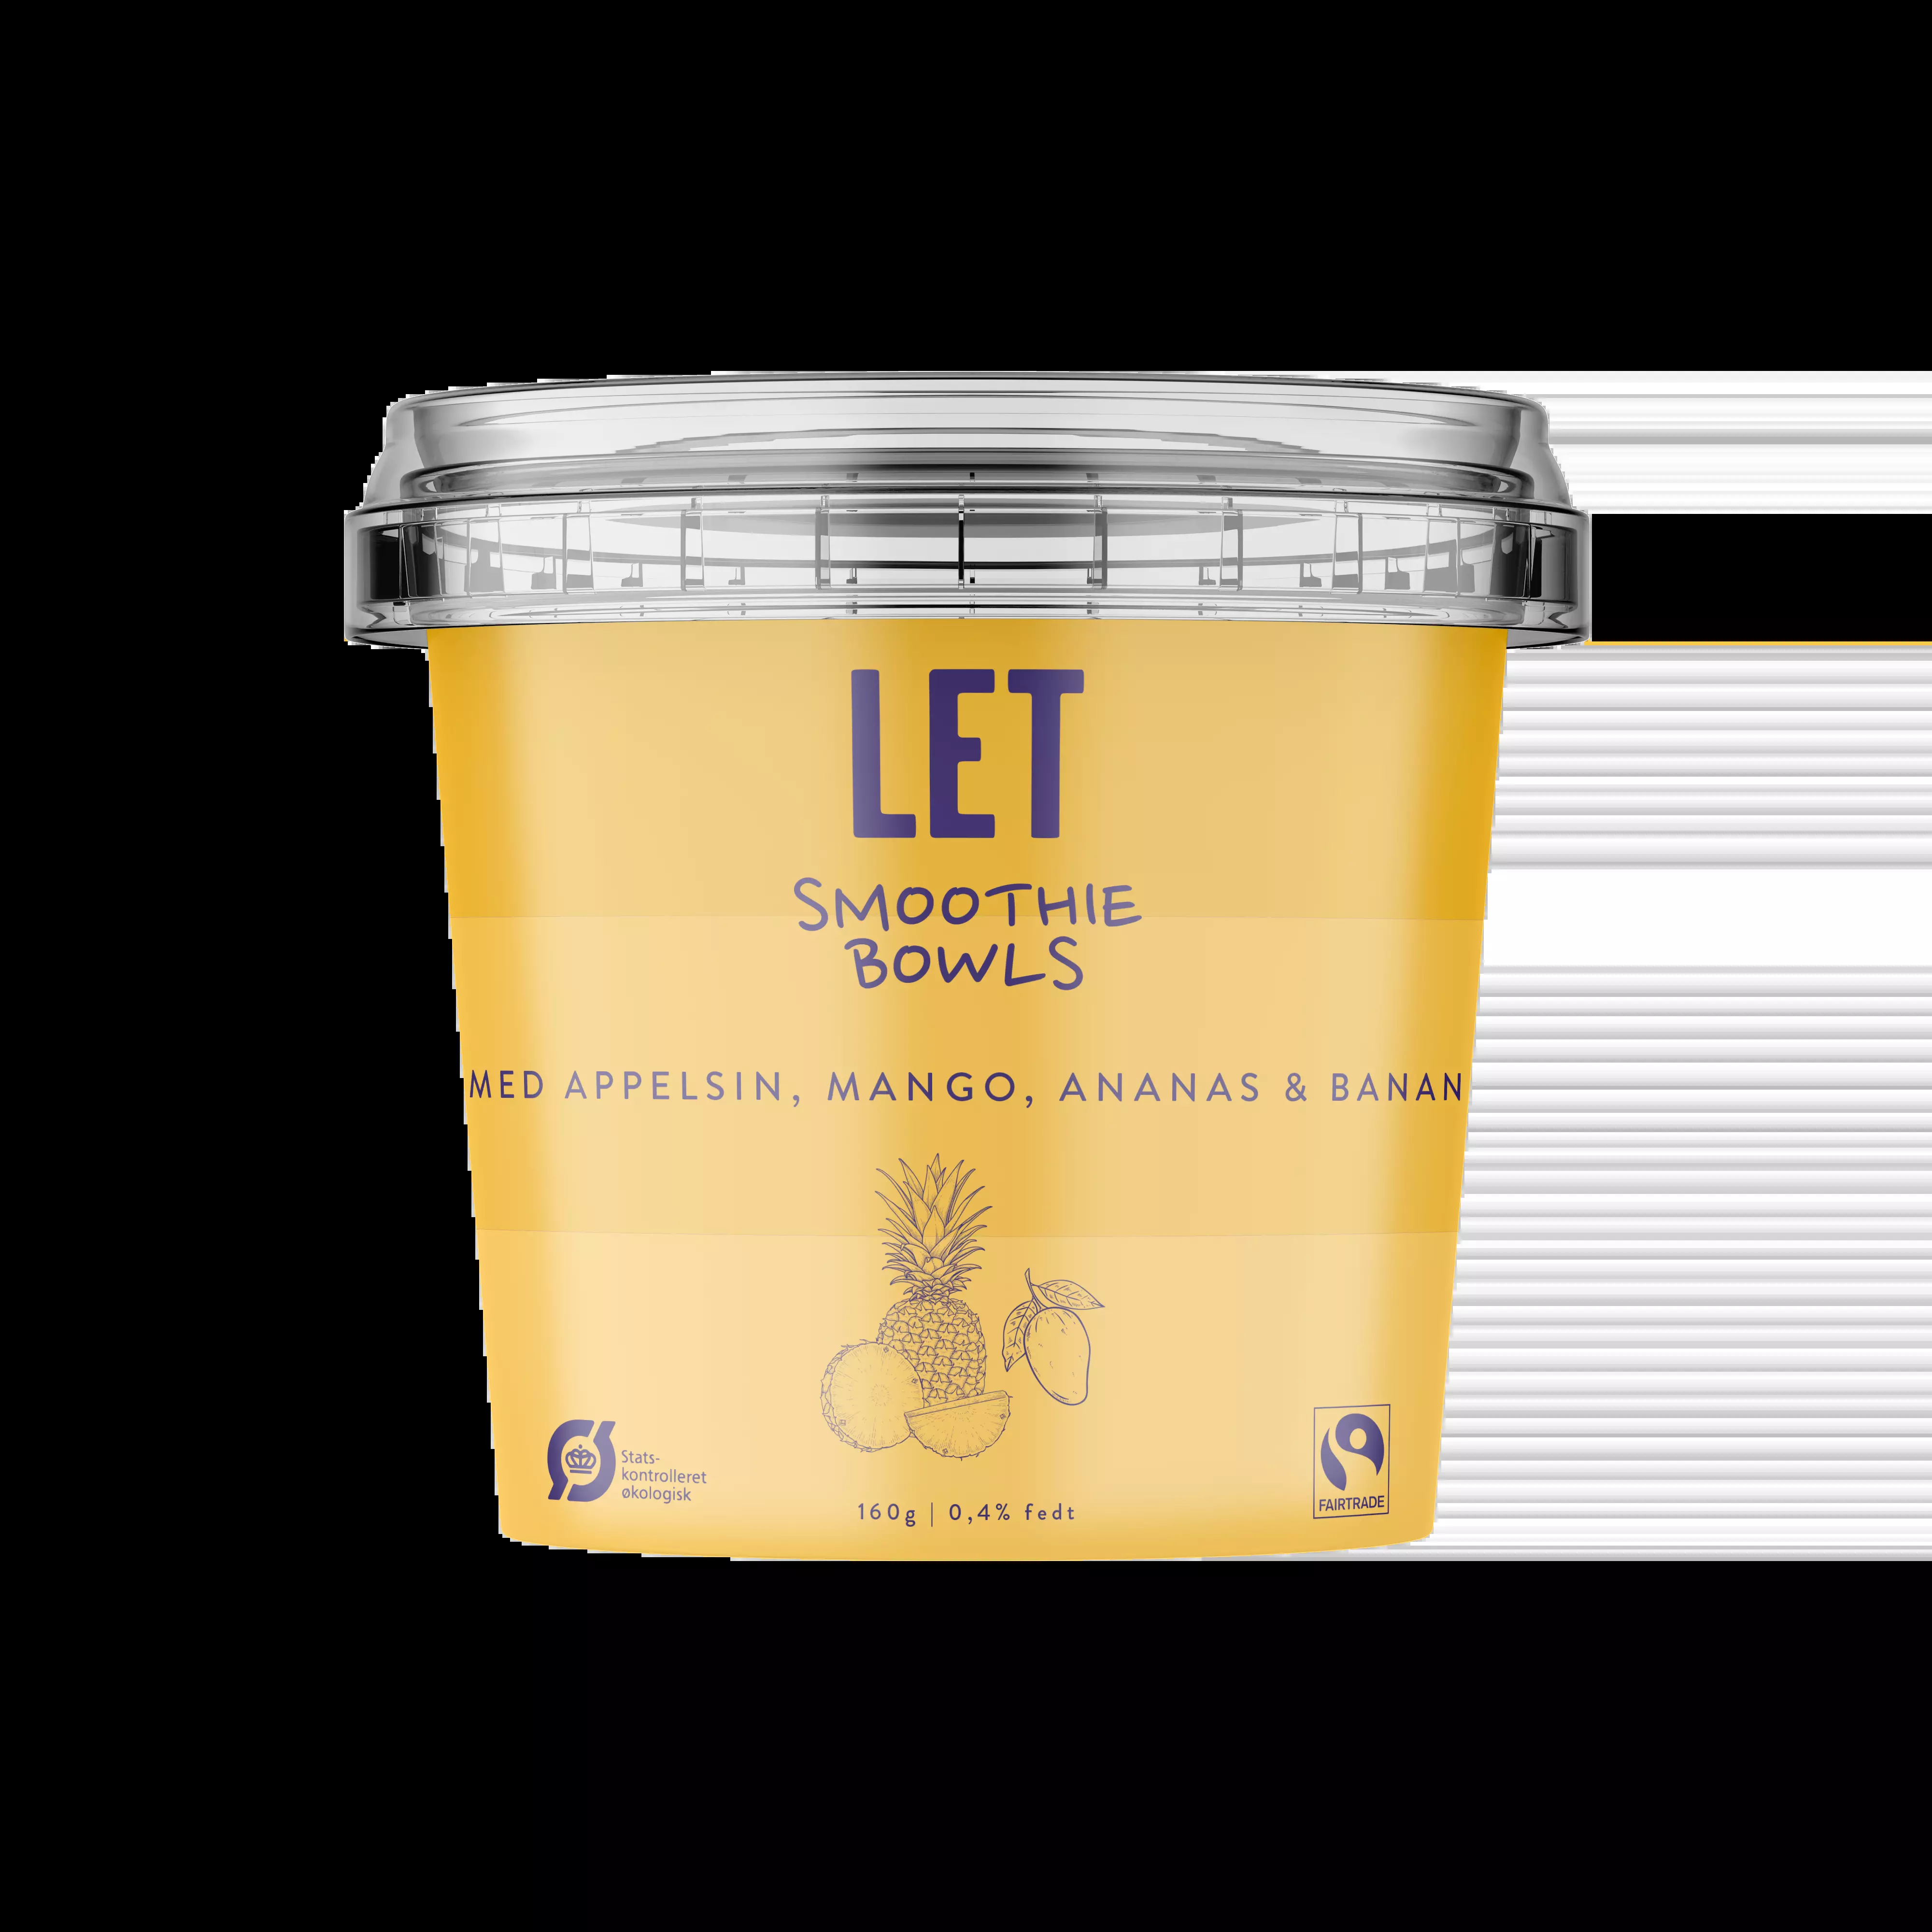 LET
SMOOTHIE
BOWLS
MED APPELSIN, MANGO, ANANAS & BANAN
Stats-
kontrolleret
økologisk
160g | 0,4% fedt
FAIRTRADE